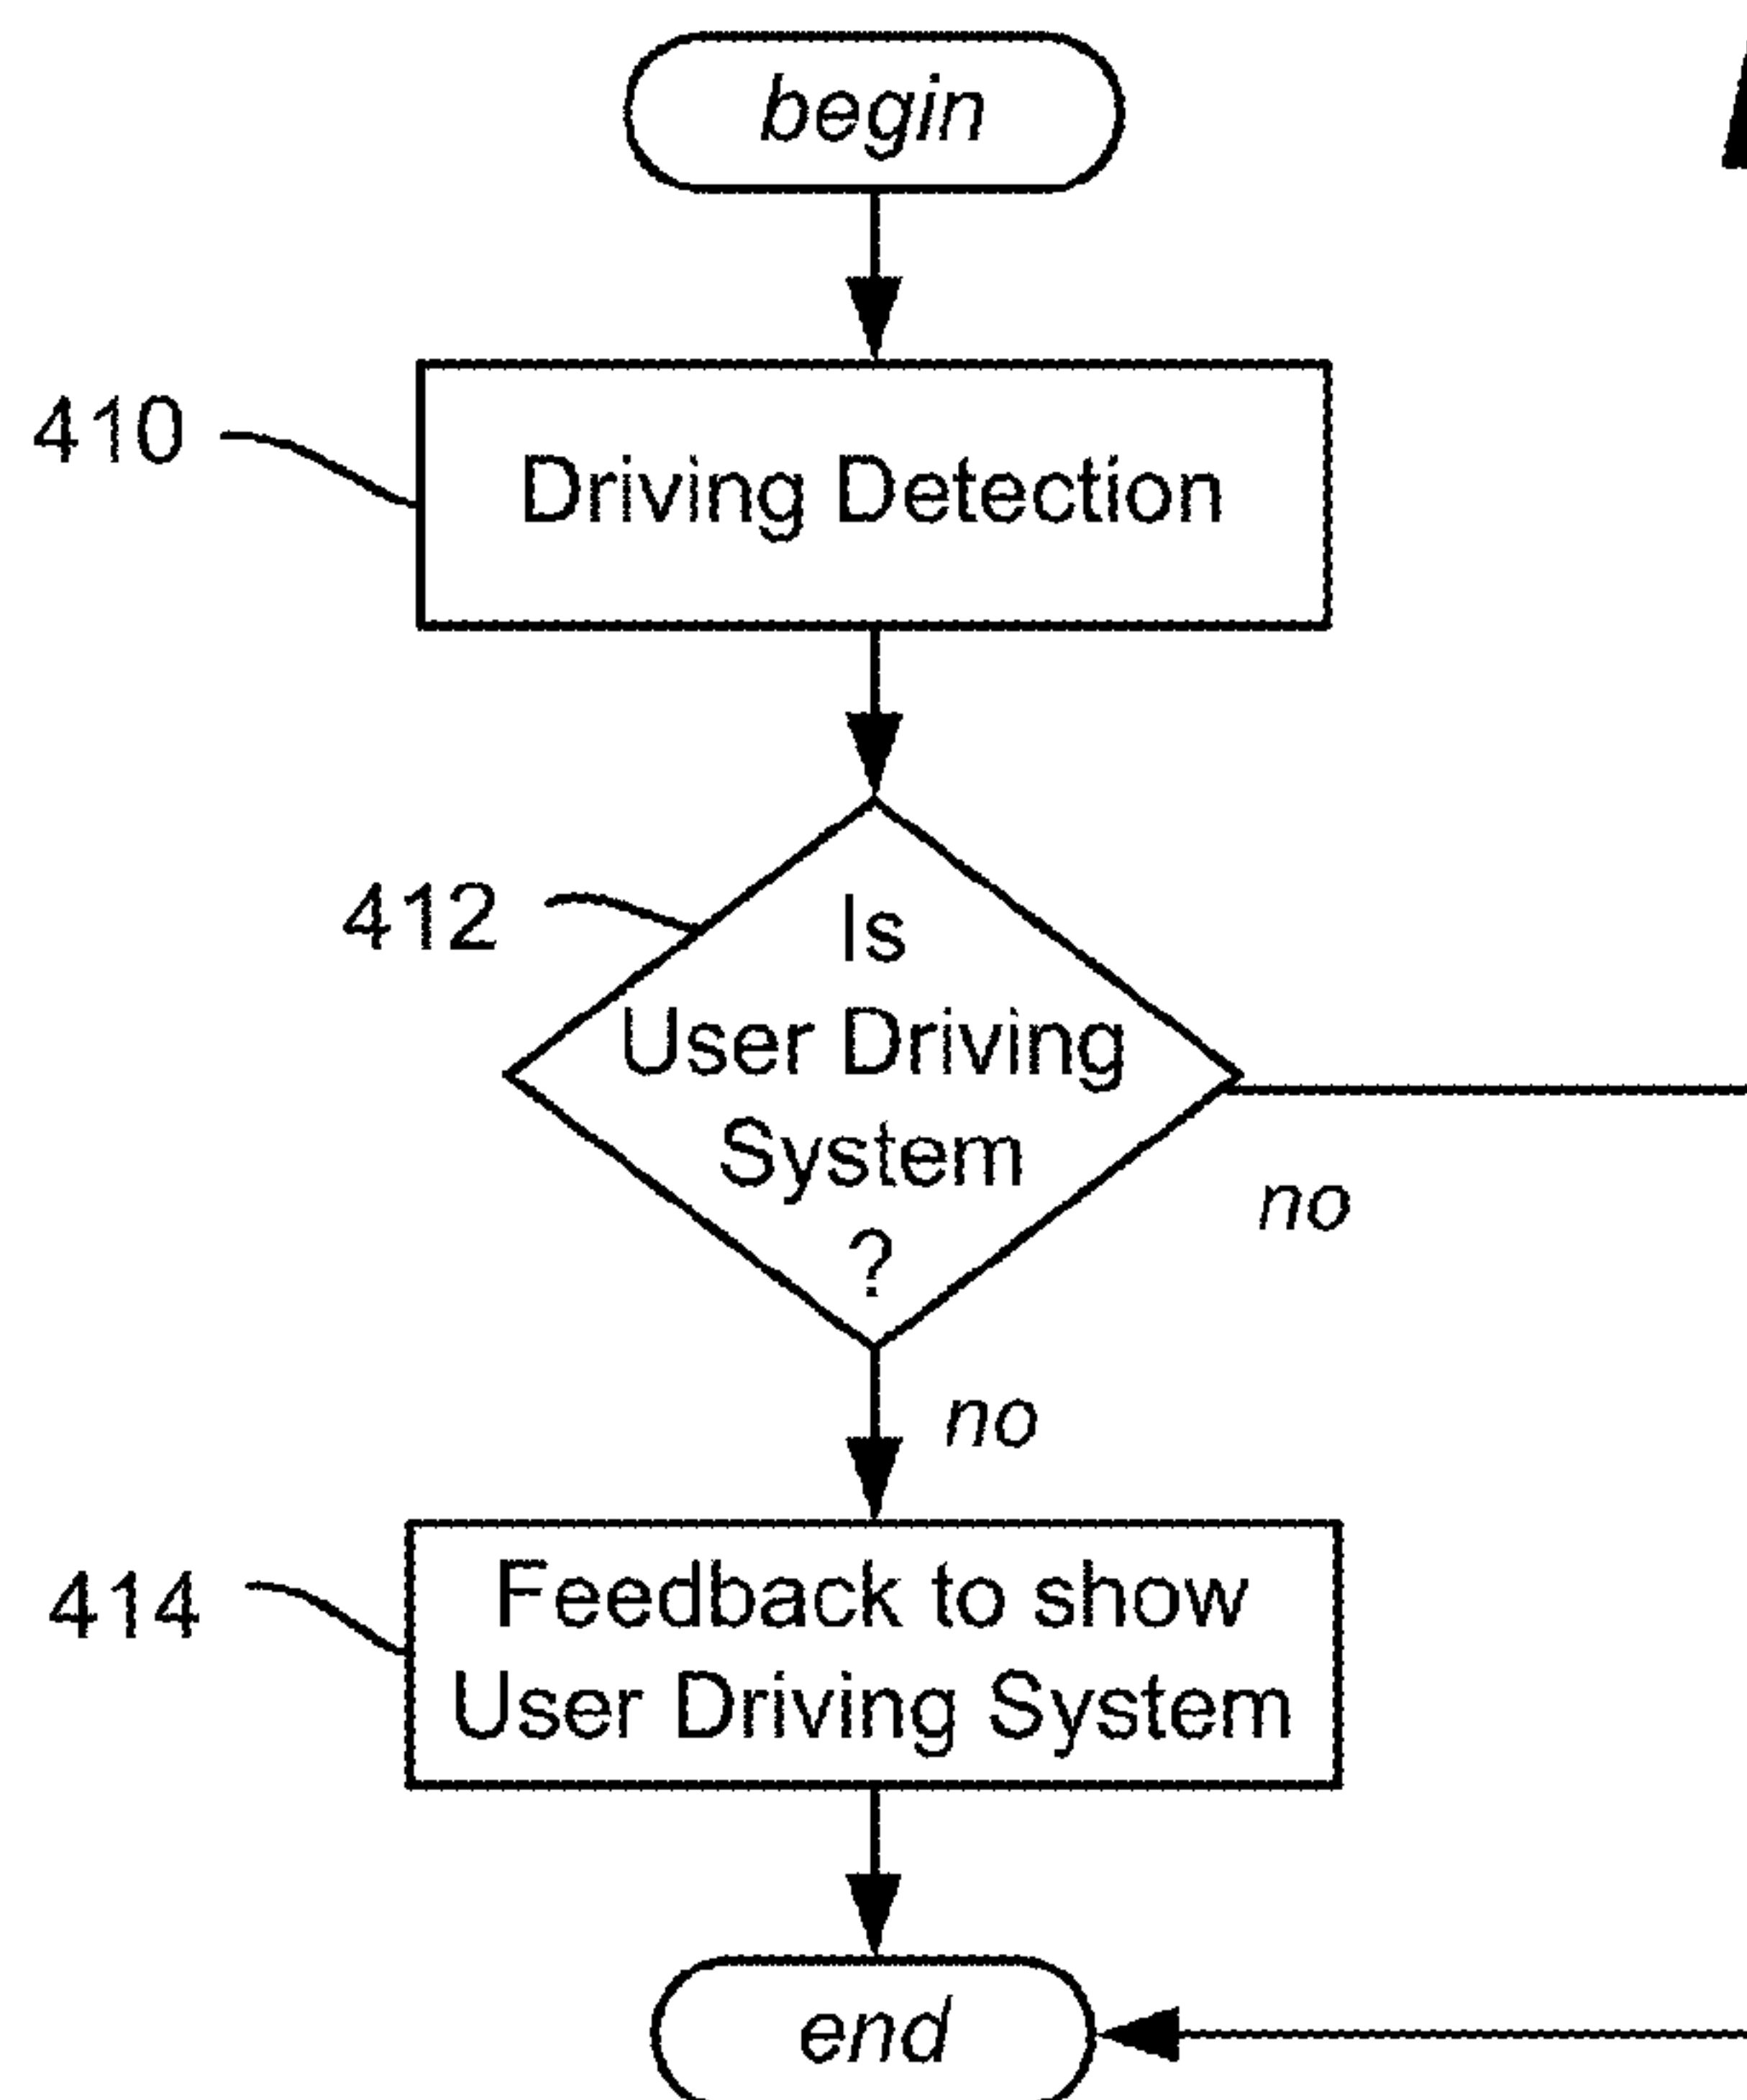 begin
410
Driving Detection
412
Is
User Driving
System
?
no
no
414
Feedback to show
User Driving System
end